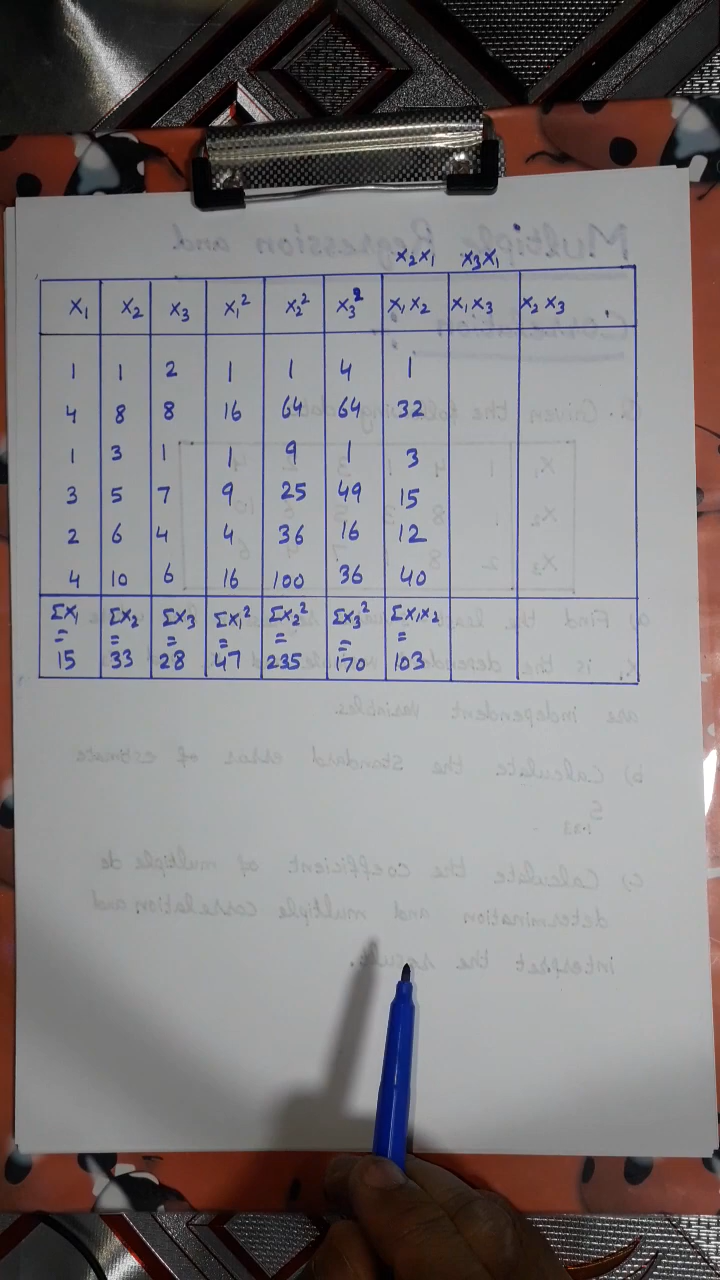 X₂X₁ X₃X₁
X₁ X₂ X₃ X₁² X₂² X₃² X₁X₂ X₁X₃ X₂X₃
1 1 2 1 1 4 1
4 8 8 16 64 64 32
1 3 1 1 9 1 3
3 5 7 9 25 49 15
2 6 4 4 36 16 12
4 10 6 16 100 36 40
ΣX₁ ΣX₂ ΣX₃ ΣX₁² ΣX₂² ΣX₃² ΣX₁X₂
= = = = = = =
15 33 28 47 235 170 103